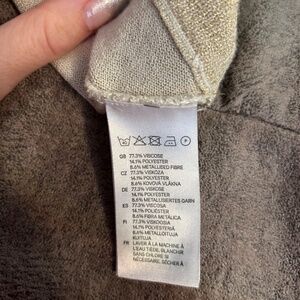 GB 77.3% VISCOSE
14.1% POLYESTER
8.6% METALLISED FIBRE
CZ 77.3% VISKÓZA
14.1% POLYESTER
8.6% KOVOVÁ VLÁKNA
DE 77.3% VISKOSE
14.1% POLYESTER
8.6% METALLISIERTES GARN
ES 77.3% VISCOSA
14.1% POLIÉSTER
8.6% FIBRA METÁLICA
FI 77.3% VISKOOSIA
14.1% POLYESTERIA
8.6% METALLOITUJA
KUITUJA
FR LAVER À LA MACHINE À
L'EAU TIÈDE. BLANCHIR
SANS CHLORE SI
NÉCESSAIRE. SÉCHER À